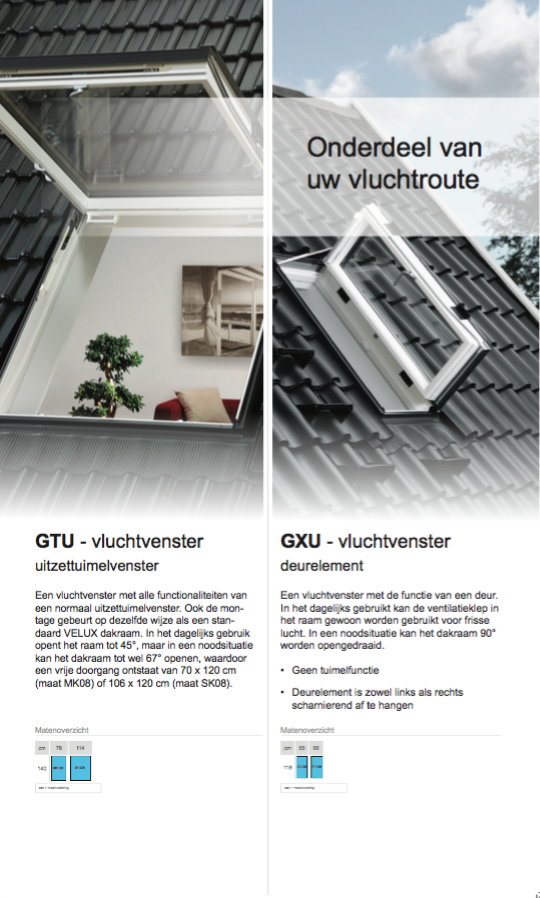 Onderdeel van
uw vluchtroute
GTU - vluchtvenster
uitzettuimelvenster
Een vluchtvenster met alle functionaliteiten van
een normaal uitzettuimelvenster. Ook de mon-
tage gebeurt op dezelfde wijze als een stan-
daard VELUX dakraam. In het dagelijks gebruik
opent het raam tot 45°, maar in een noodsituatie
kan het dakraam tot wel 67° openen, waardoor
een vrije doorgang ontstaat van 70 x 120 cm
(maat MK08) of 106 x 120 cm (maat SK08).
Matenoverzicht
cm 78 114
140
GXU - vluchtvenster
deurelement
Een vluchtvenster met de functie van een deur.
In het dagelijks gebruikt kan de ventilatieklep in
het raam gewoon worden gebruikt voor frisse
lucht. In een noodsituatie kan het dakraam 90°
worden opengedraaid.
• Geen tuimelfunctie
• Deurelement is zowel links als rechts
scharnierend af te hangen
Matenoverzicht
cm 55 66
118